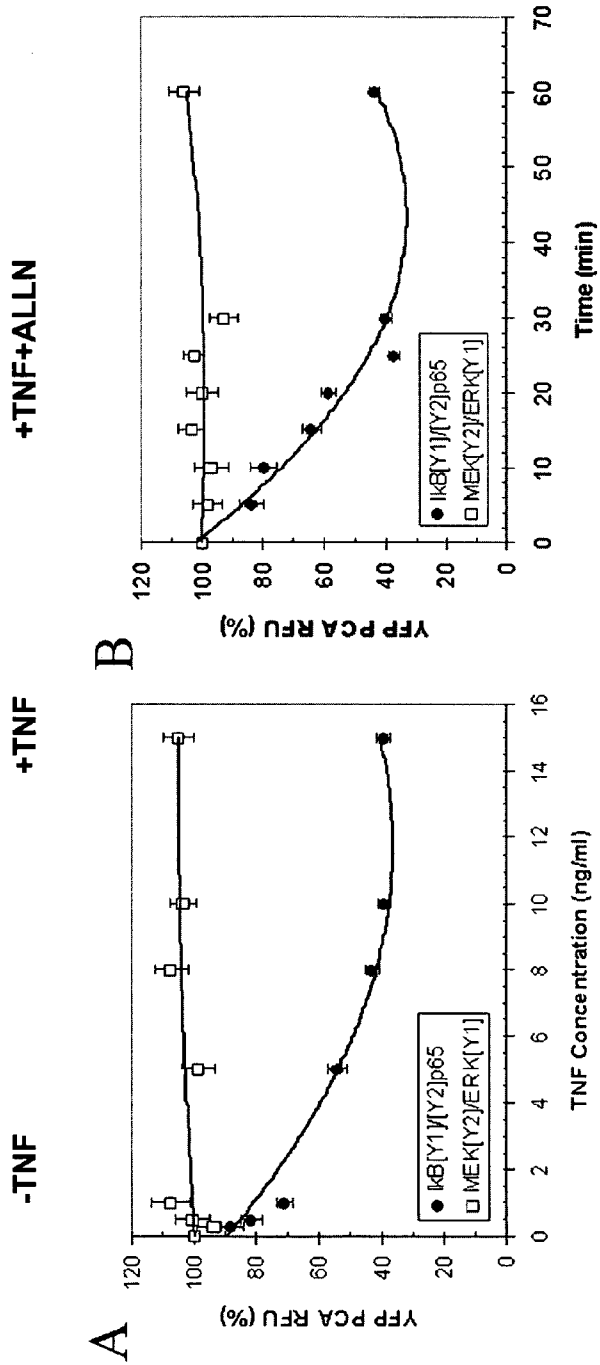 -TNF
+TNF
+TNF+ALLN
A
YFP PCA RFU (%)
120
100
80
60
40
20
0
0 2 4 6 8 10 12 14 16
TNF Concentration (ng/ml)
IkB[Y1]/[Y2]p65
MEK[Y2]/ERK[Y1]
B
YFP PCA RFU (%)
120
100
80
60
40
20
0
0 10 20 30 40 50 60 70
Time (min)
IkB[Y1]/[Y2]p65
MEK[Y2]/ERK[Y1]